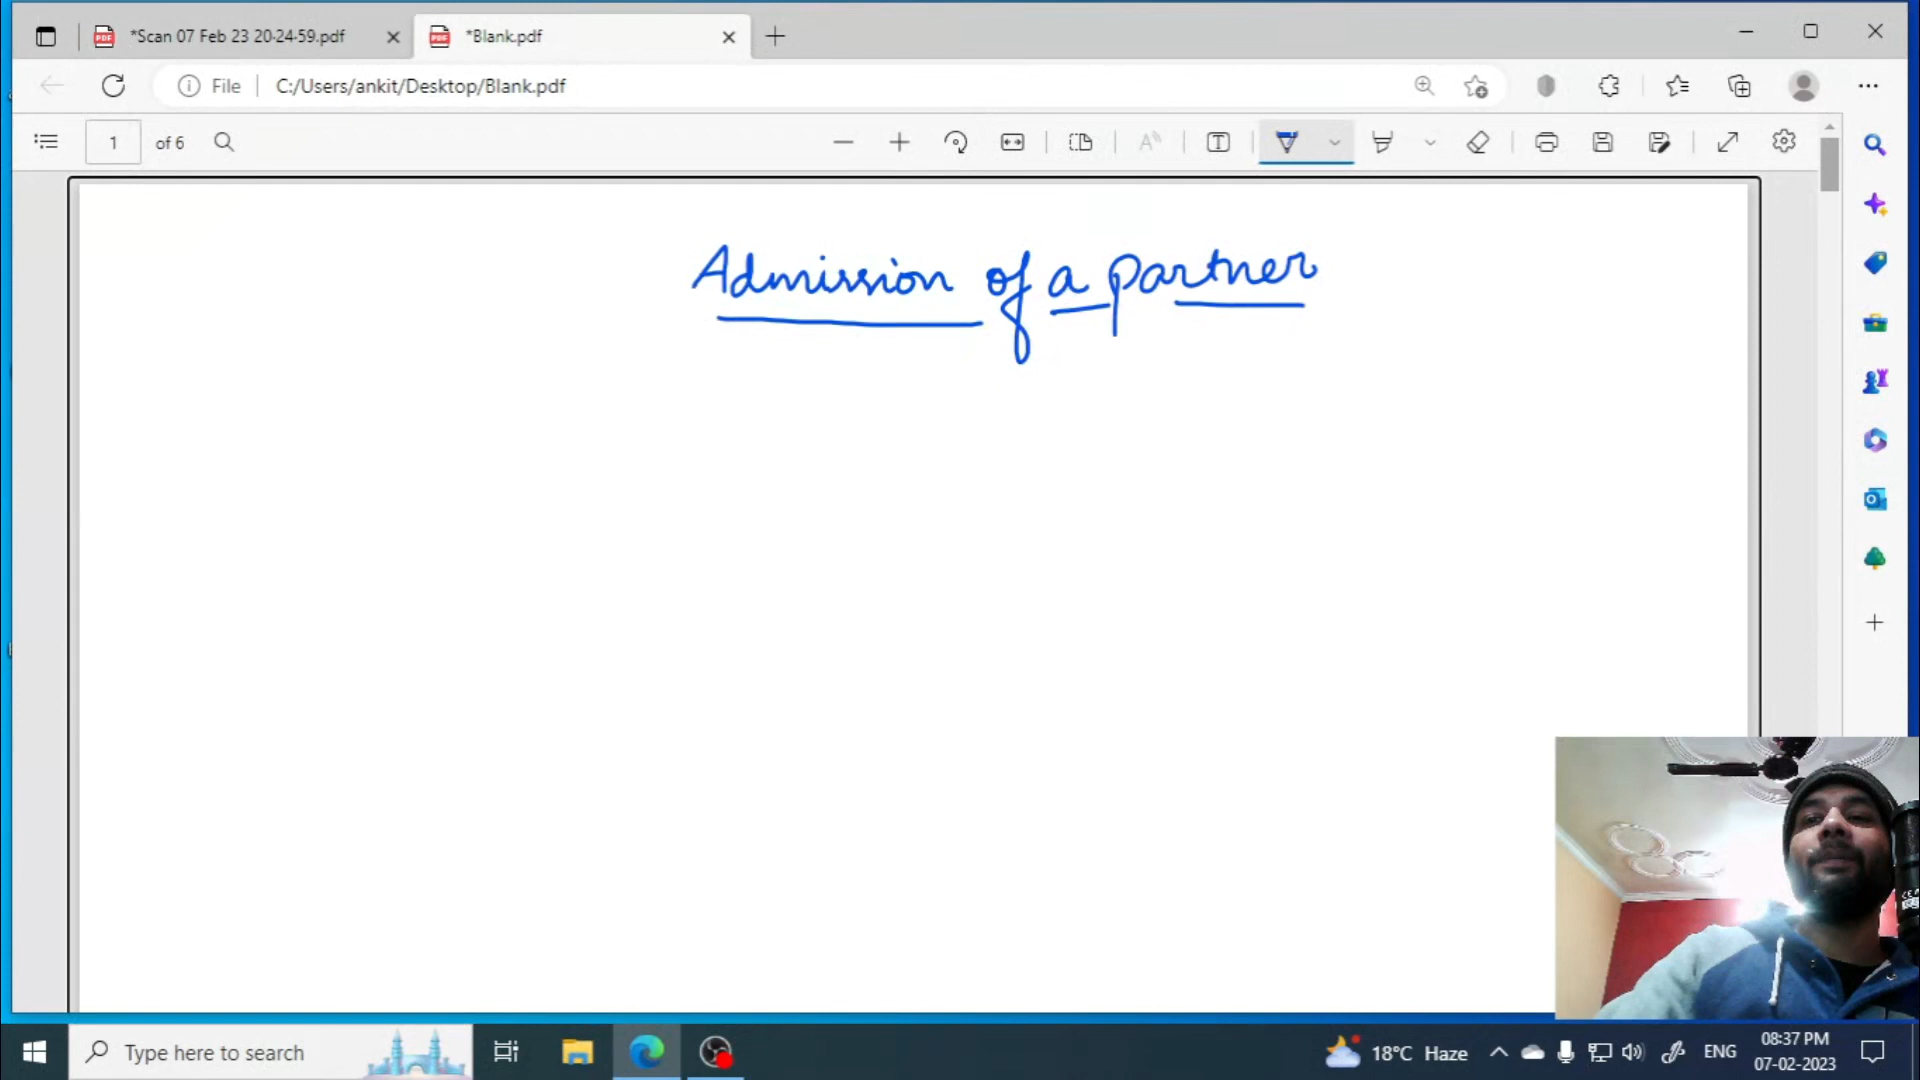 *Scan 07 Feb 23 20-24-59.pdf
*Blank.pdf
File
C:/Users/ankit/Desktop/Blank.pdf
1 of 6
Admission of a partner
Type here to search
18°C Haze
ENG
08:37 PM
07-02-2023